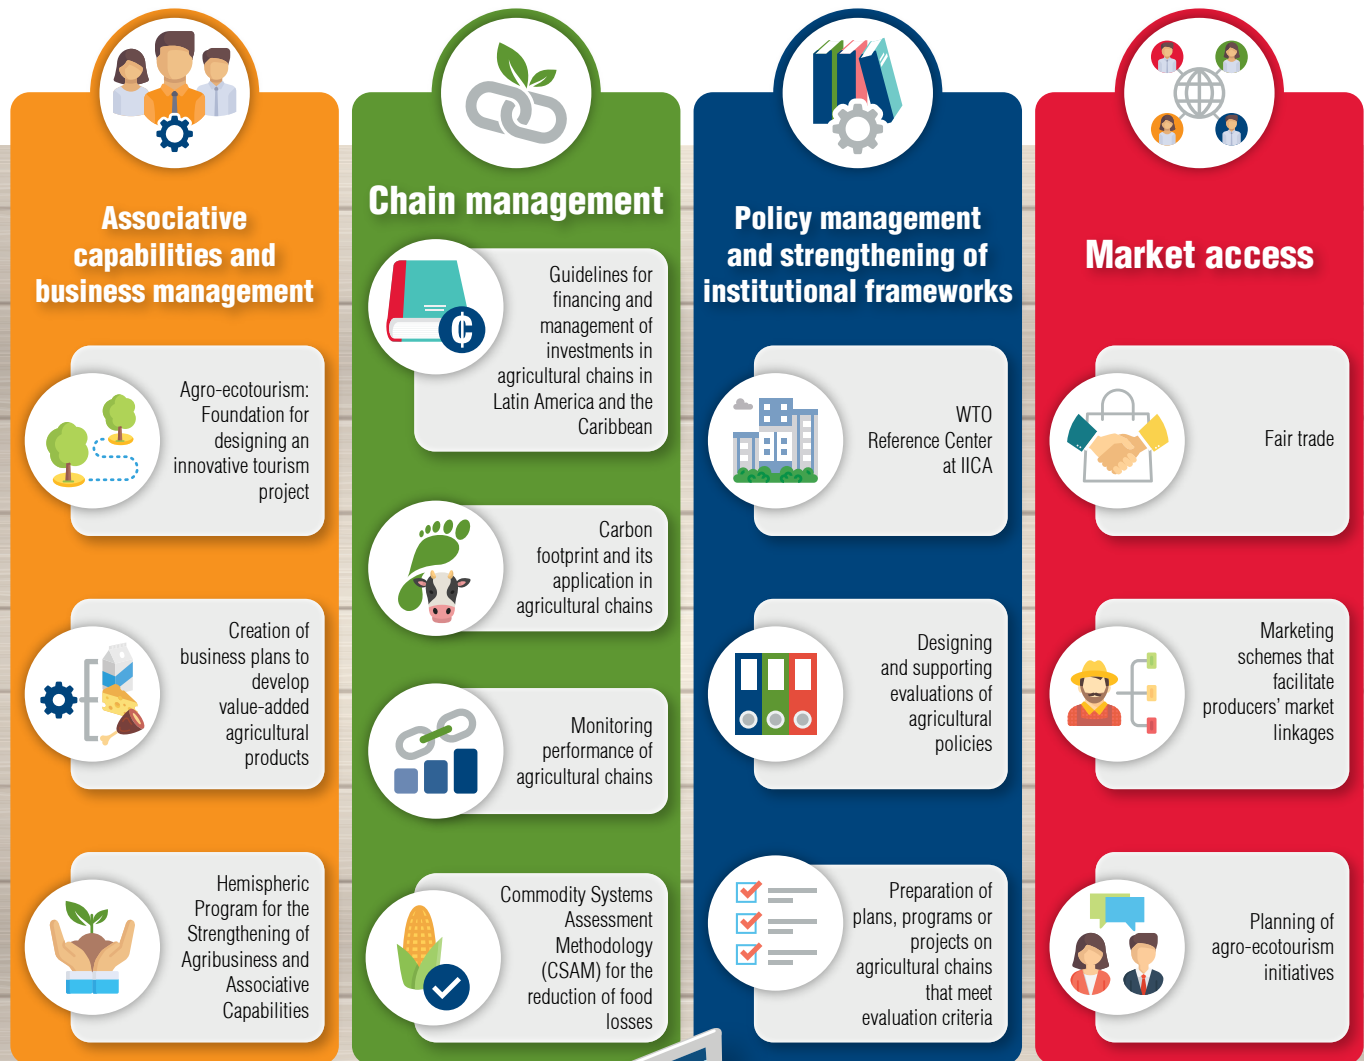 Associative
capabilities and
business management
Agro-ecotourism:
Foundation for
designing an
innovative tourism
project
Creation of
business plans to
develop
value-added
agricultural
products
Hemispheric
Program for the
Strengthening of
Agribusiness and
Associative
Capabilities
Chain management
¢
Guidelines for
financing and
management of
investments in
agricultural chains in
Latin America and the
Caribbean
Carbon
footprint and its
application in
agricultural chains
Monitoring
performance of
agricultural chains
Commodity Systems
Assessment
Methodology
(CSAM) for the
reduction of food
losses
Policy management
and strengthening of
institutional frameworks
WTO
Reference Center
at IICA
Designing
and supporting
evaluations of
agricultural
policies
Preparation of
plans, programs or
projects on
agricultural chains
that meet
evaluation criteria
Market access
Fair trade
Marketing
schemes that
facilitate
producers’ market
linkages
Planning of
agro-ecotourism
initiatives